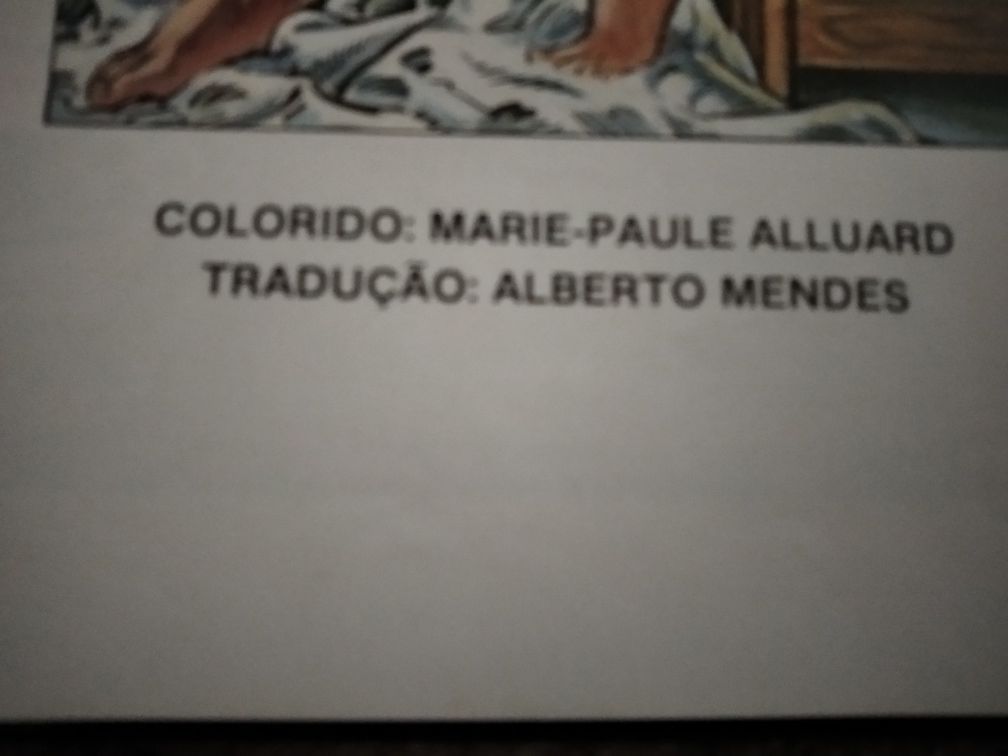 COLORIDO: MARIE-PAULE ALLUARD
TRADUÇÃO: ALBERTO MENDES